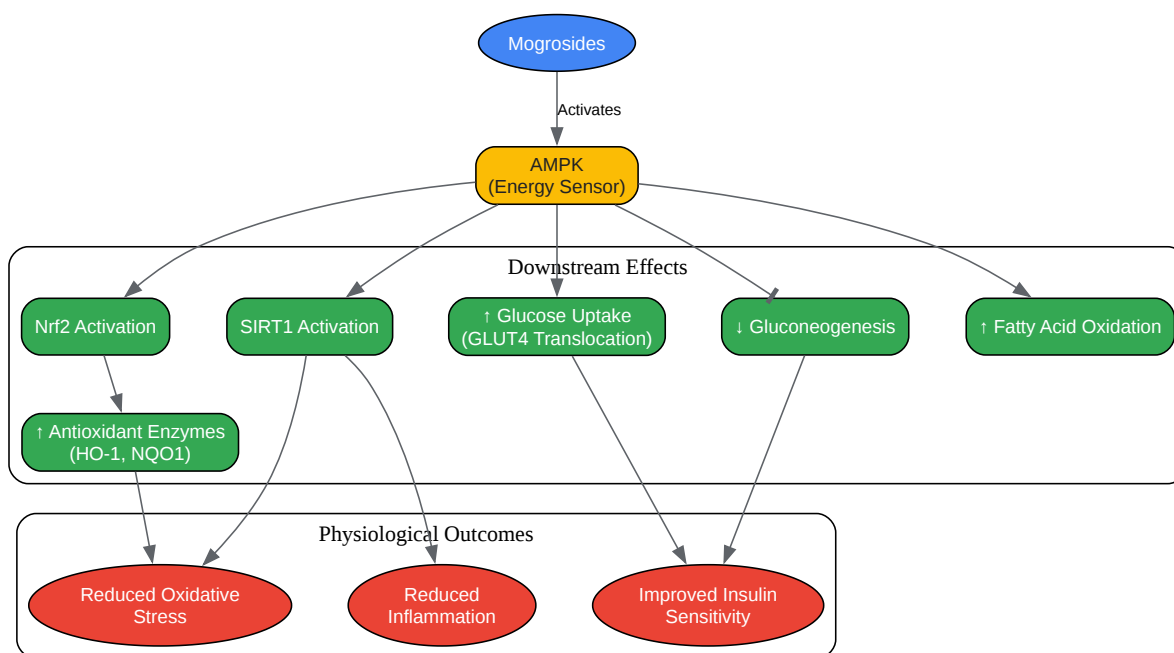 Mogrosides
Activates
AMPK
(Energy Sensor)
Downstream Effects
Nrf2 Activation
SIRT1 Activation
↑ Glucose Uptake
(GLUT4 Translocation)
↓ Gluconeogenesis
↑ Fatty Acid Oxidation
↑ Antioxidant Enzymes
(HO-1, NQO1)
Physiological Outcomes
Reduced Oxidative
Stress
Reduced
Inflammation
Improved Insulin
Sensitivity